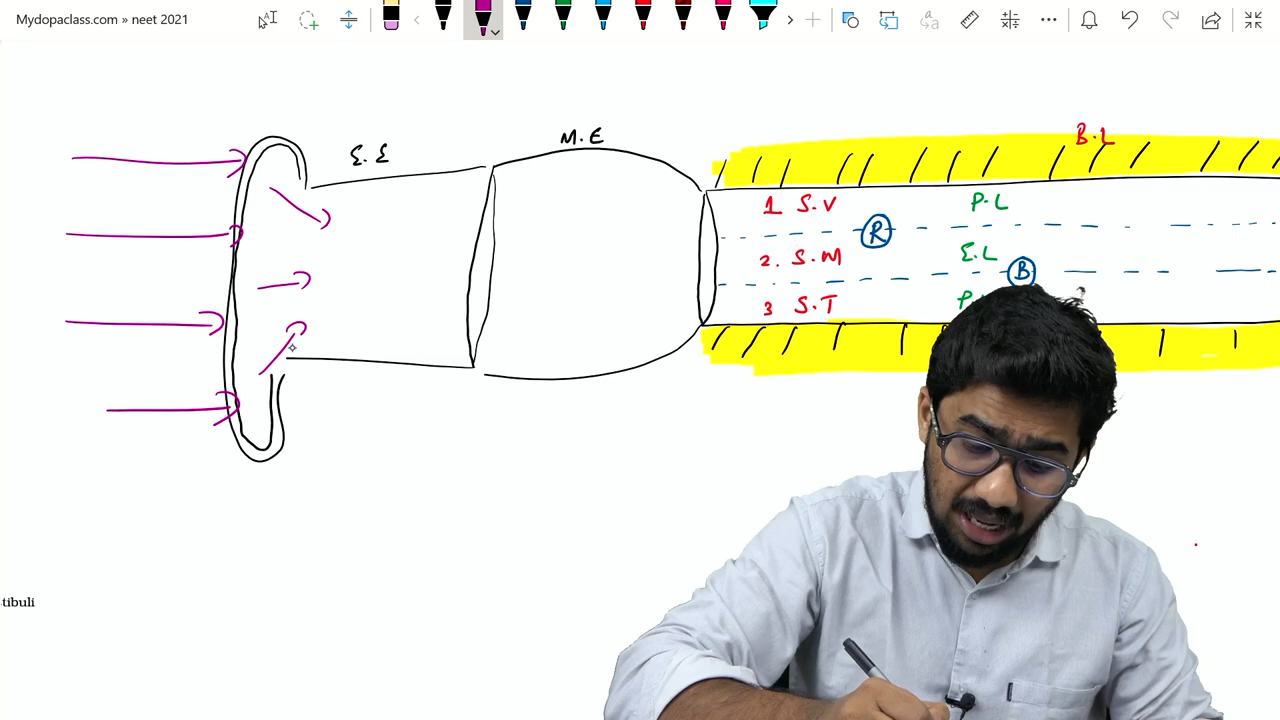 Mydopaclass.com » neet 2021
B.L
M.E
E.E
1 S.V P.L
R
2. S.M E.L
B
3 S.T P.
tibuli